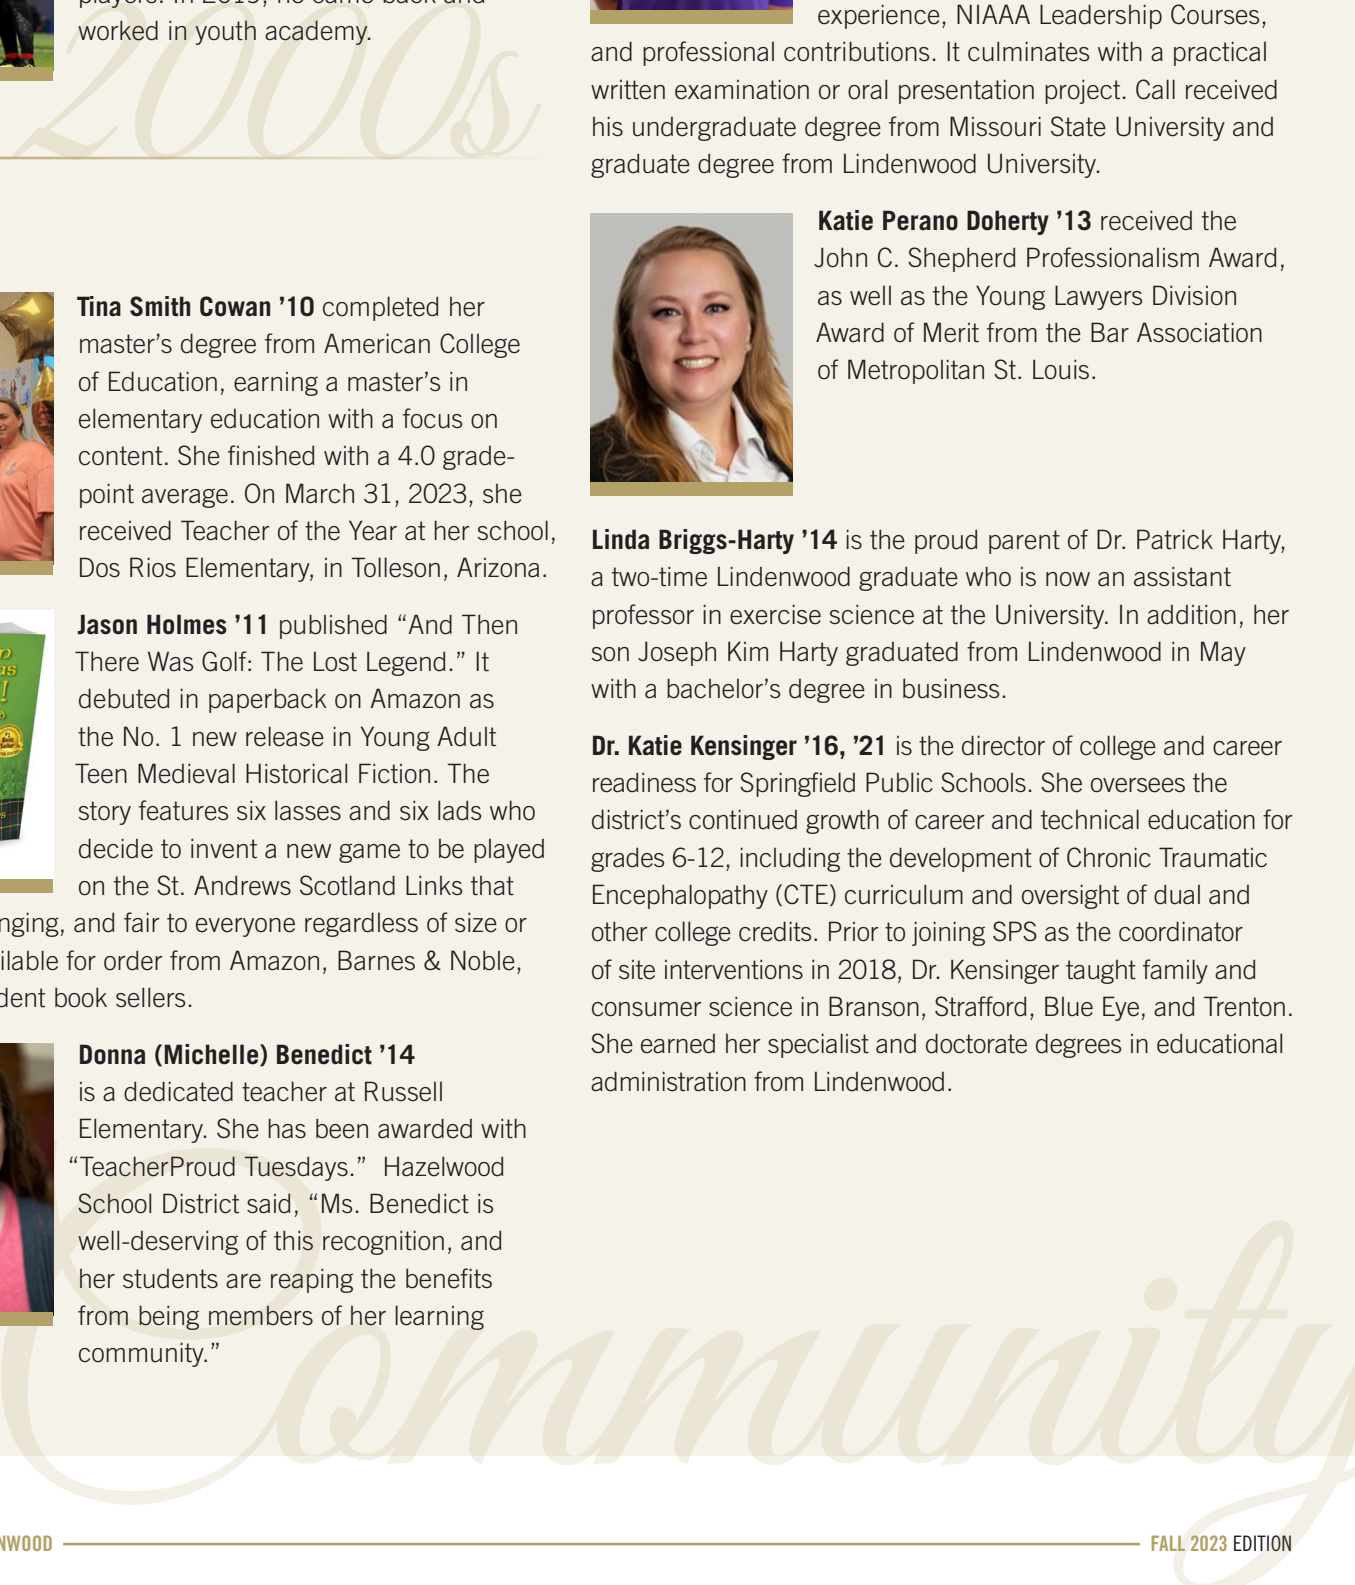 worked in youth academy.
2000s
Tina Smith Cowan ’10 completed her
master’s degree from American College
of Education, earning a master’s in
elementary education with a focus on
content. She finished with a 4.0 grade-
point average. On March 31, 2023, she
received Teacher of the Year at her school,
Dos Rios Elementary, in Tolleson, Arizona.
Jason Holmes ’11 published “And Then
There Was Golf: The Lost Legend.” It
debuted in paperback on Amazon as
the No. 1 new release in Young Adult
Teen Medieval Historical Fiction. The
story features six lasses and six lads who
decide to invent a new game to be played
on the St. Andrews Scotland Links that
nging, and fair to everyone regardless of size or
ilable for order from Amazon, Barnes & Noble,
dent book sellers.
Donna (Michelle) Benedict ’14
is a dedicated teacher at Russell
Elementary. She has been awarded with
“TeacherProud Tuesdays.” Hazelwood
School District said, “Ms. Benedict is
well-deserving of this recognition, and
her students are reaping the benefits
from being members of her learning
community.”
experience, NIAAA Leadership Courses,
and professional contributions. It culminates with a practical
written examination or oral presentation project. Call received
his undergraduate degree from Missouri State University and
graduate degree from Lindenwood University.
Katie Perano Doherty ’13 received the
John C. Shepherd Professionalism Award,
as well as the Young Lawyers Division
Award of Merit from the Bar Association
of Metropolitan St. Louis.
Linda Briggs-Harty ’14 is the proud parent of Dr. Patrick Harty,
a two-time Lindenwood graduate who is now an assistant
professor in exercise science at the University. In addition, her
son Joseph Kim Harty graduated from Lindenwood in May
with a bachelor’s degree in business.
Dr. Katie Kensinger ’16, ’21 is the director of college and career
readiness for Springfield Public Schools. She oversees the
district’s continued growth of career and technical education for
grades 6-12, including the development of Chronic Traumatic
Encephalopathy (CTE) curriculum and oversight of dual and
other college credits. Prior to joining SPS as the coordinator
of site interventions in 2018, Dr. Kensinger taught family and
consumer science in Branson, Strafford, Blue Eye, and Trenton.
She earned her specialist and doctorate degrees in educational
administration from Lindenwood.
Community
NWOOD
FALL 2023 EDITION